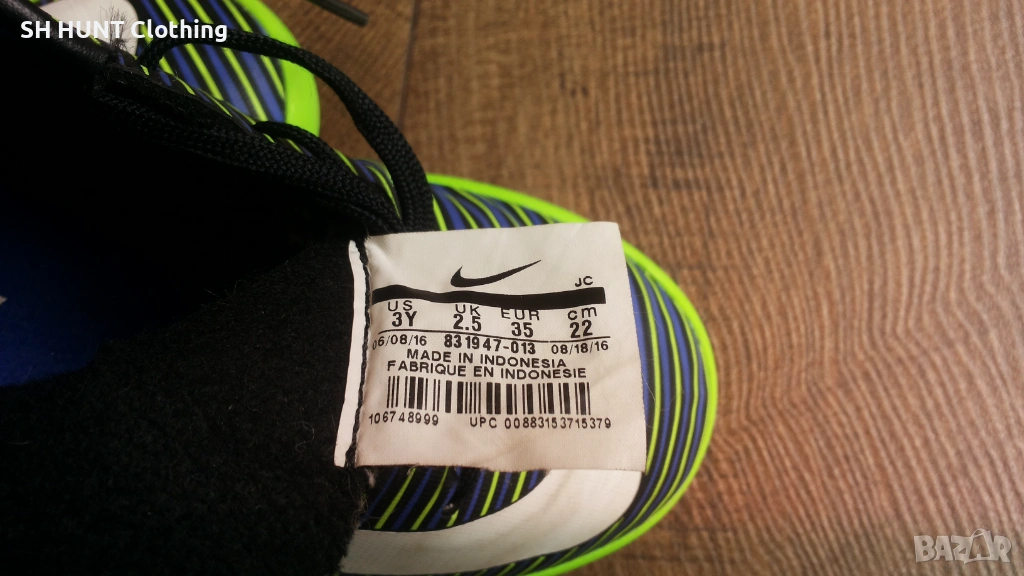 SH HUNT Clothing
JC
US UK EUR cm
3Y 2.5 35 22
06/08/16 831947-013 08/18/16
MADE IN INDONESIA
FABRIQUE EN INDONESIE
106748999 UPC 00883153715379
BAZAR